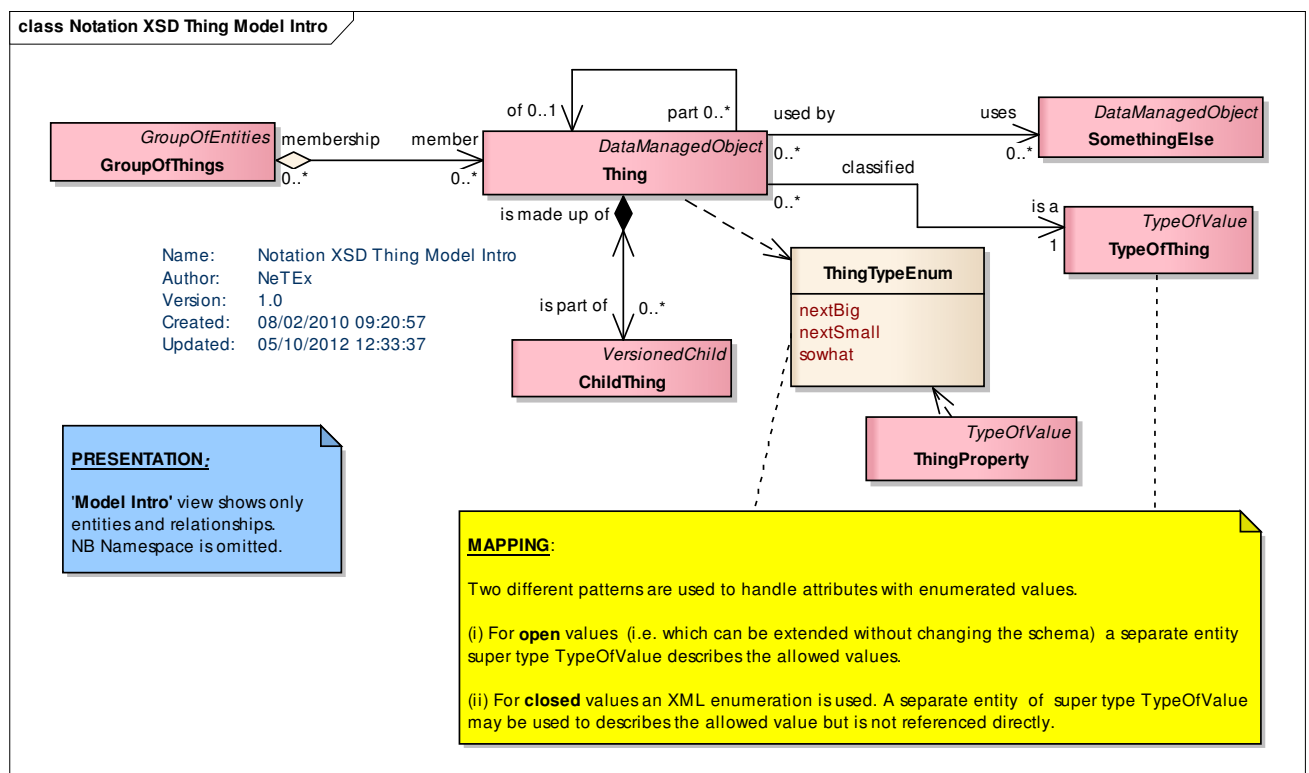 class Notation XSD Thing Model Intro
of 0..1
part 0..*
GroupOfEntities
GroupOfThings
membership
0..*
member
0..*
DataManagedObject
Thing
used by
0..*
uses
0..*
DataManagedObject
SomethingElse
classified
0..*
is a
1
TypeOfValue
TypeOfThing
is made up of
is part of
0..*
VersionedChild
ChildThing
ThingTypeEnum
nextBig
nextSmall
sowhat
TypeOfValue
ThingProperty
Name: Notation XSD Thing Model Intro
Author: NeTEx
Version: 1.0
Created: 08/02/2010 09:20:57
Updated: 05/10/2012 12:33:37
PRESENTATION:
'Model Intro' view shows only
entities and relationships.
NB Namespace is omitted.
MAPPING:
Two different patterns are used to handle attributes with enumerated values.
(i) For open values (i.e. which can be extended without changing the schema) a separate entity
super type TypeOfValue describes the allowed values.
(ii) For closed values an XML enumeration is used. A separate entity of super type TypeOfValue
may be used to describes the allowed value but is not referenced directly.